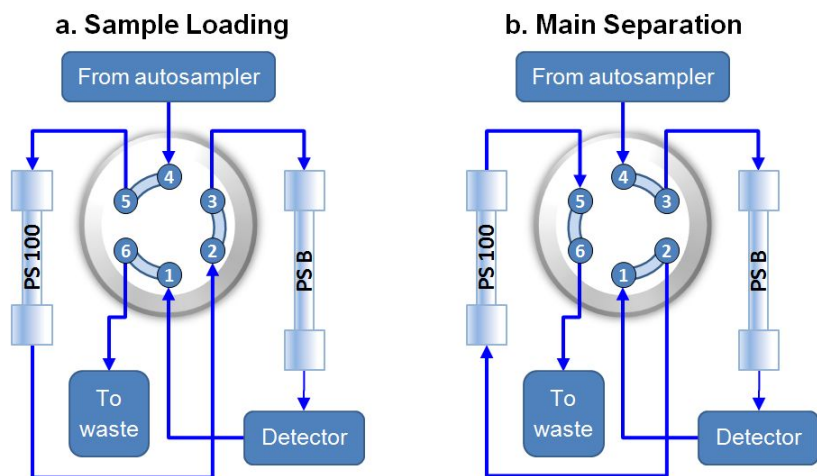 a. Sample Loading
From autosampler
4
5
3
6
2
1
PS 100
PS B
To
waste
Detector
b. Main Separation
From autosampler
4
5
3
6
2
1
PS 100
PS B
To
waste
Detector